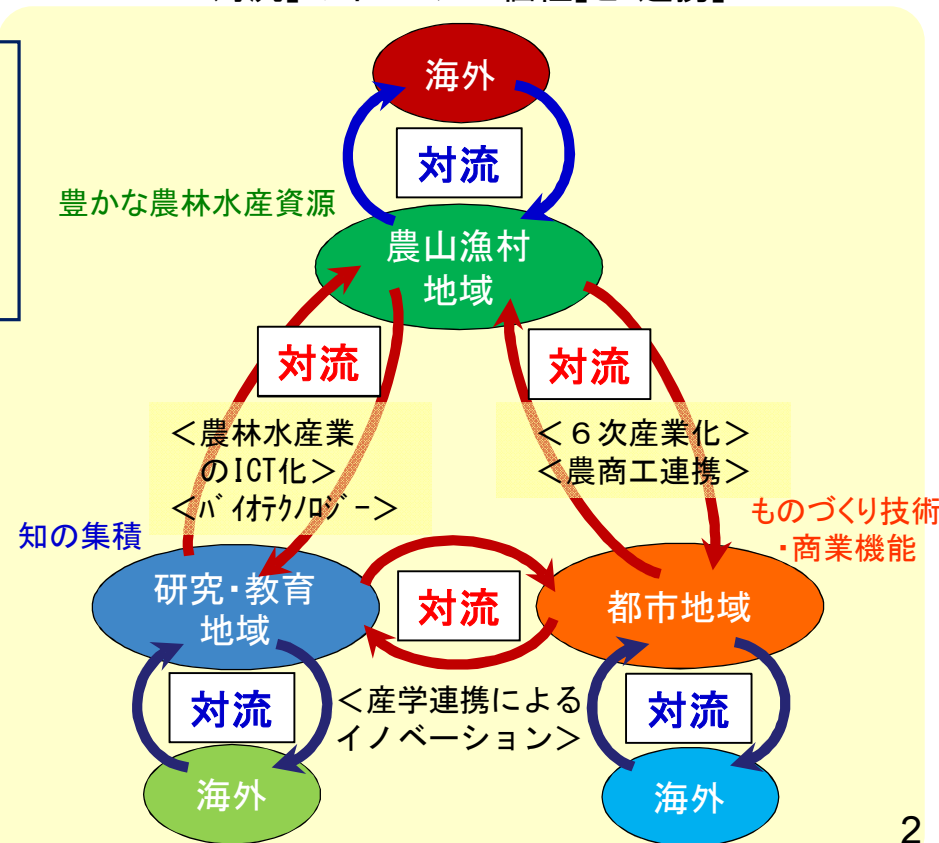 海外
対流
豊かな農林水産資源
農山漁村
地域
対流
対流
＜農林水産業
のICT化＞
＜ﾊﾞｲｵﾃｸﾉﾛｼﾞｰ＞
＜６次産業化＞
＜農商工連携＞
知の集積
ものづくり技術
・商業機能
研究・教育
地域
対流
都市地域
対流
＜産学連携による
イノベーション＞
対流
海外
海外
2